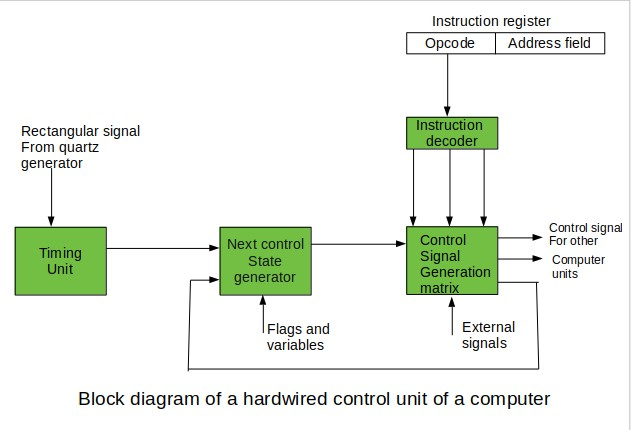 Instruction register
Opcode
Address field
Instruction
decoder
Rectangular signal
From quartz
generator
Timing
Unit
Next control
State
generator
Control
Signal
Generation
matrix
Control signal
For other
Computer
units
Flags and
variables
External
signals
Block diagram of a hardwired control unit of a computer